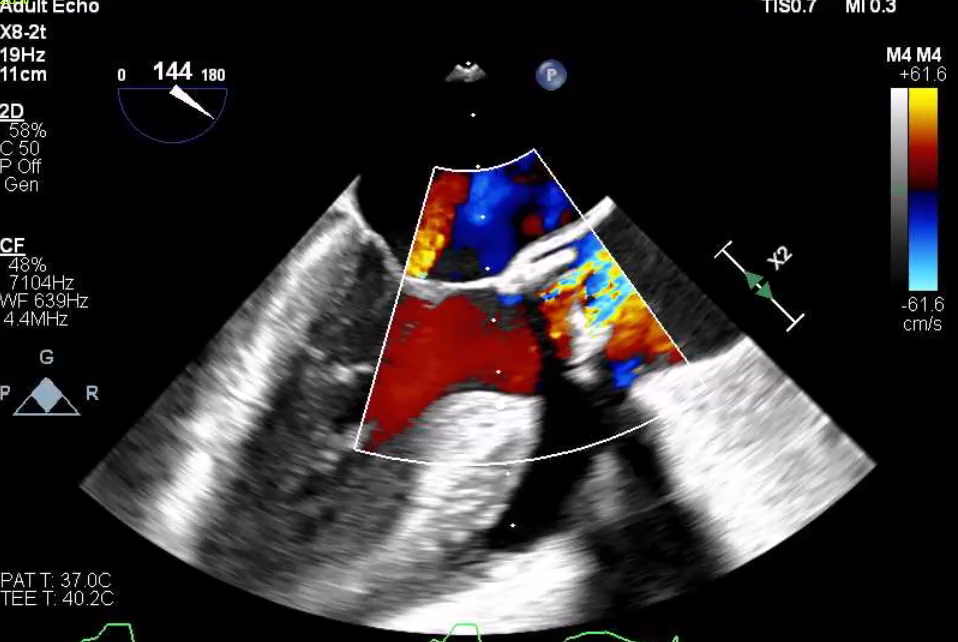 Adult Echo
TIS0.7 MI 0.3
X8-2t
19Hz
11cm
0 144 180
P
M4 M4
+61.6
2D
58%
C 50
P Off
Gen
CF
48%
7104Hz
WF 639Hz
4.4MHz
X2
-61.6
cm/s
G
P R
PAT T: 37.0C
TEE T: 40.2C